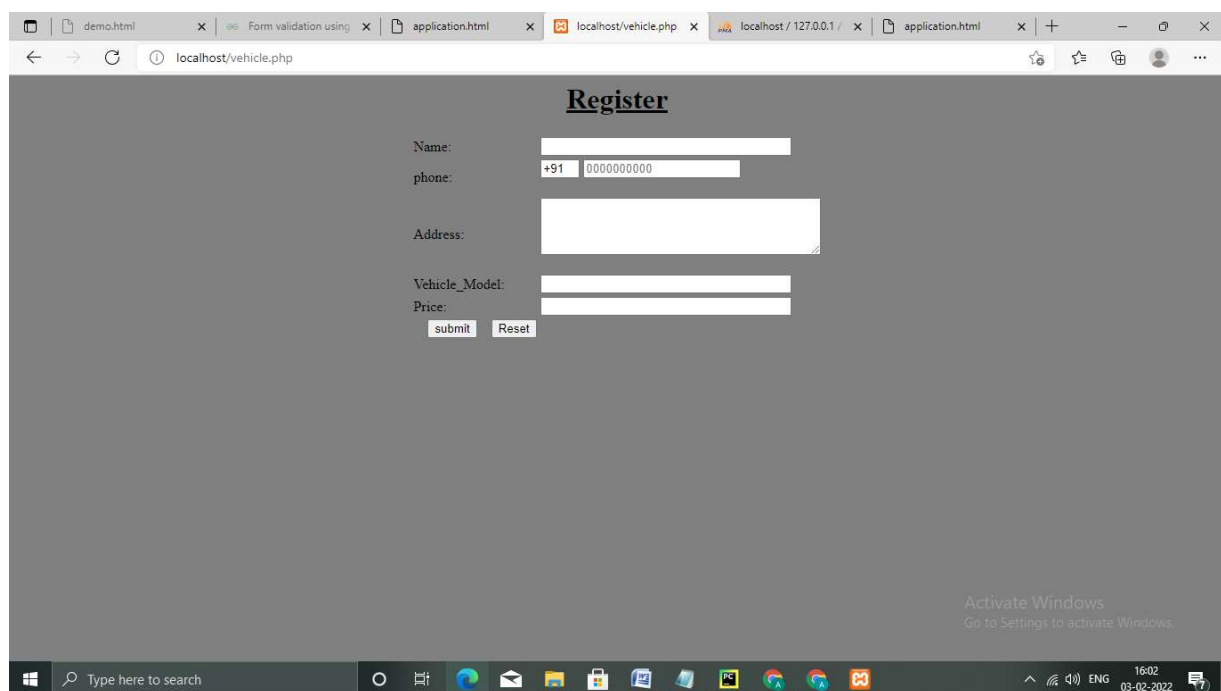 demo.html
Form validation using
application.html
localhost/vehicle.php
localhost / 127.0.0.1 /
application.html
localhost/vehicle.php
Register
Name:
phone:
+91
0000000000
Address:
Vehicle_Model:
Price:
submit
Reset
Activate Windows
Go to Settings to activate Windows.
Type here to search
ENG
16:02
03-02-2022